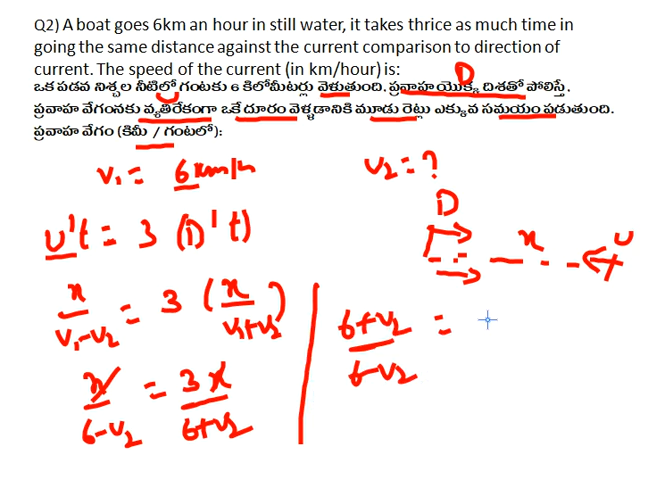 Q2) A boat goes 6km an hour in still water, it takes thrice as much time in
going the same distance against the current comparison to direction of
current. The speed of the current (in km/hour) is: D
ఒక పడవ నిశ్చల నీటిలో గంటకు 6 కిలోమీటర్లు వెళుతుంది. ప్రవాహ యొక్క దిశతో పోలిస్తే,
ప్రవాహ వేగంనకు వ్యతిరేకంగా ఒకే దూరం వెళ్ళడానికి మూడు రెట్లు ఎక్కువ సమయం పడుతుంది.
ప్రవాహ వేగం (కిమీ / గంటలో):
V₁ = 6 km/h V₂ = ?
U't = 3 (D't) D
x U
x/(V₁-V₂) = 3 (x/(V₁+V₂))
(6+V₂)/(6-V₂) =
x/(6-V₂) = 3x/(6+V₂)